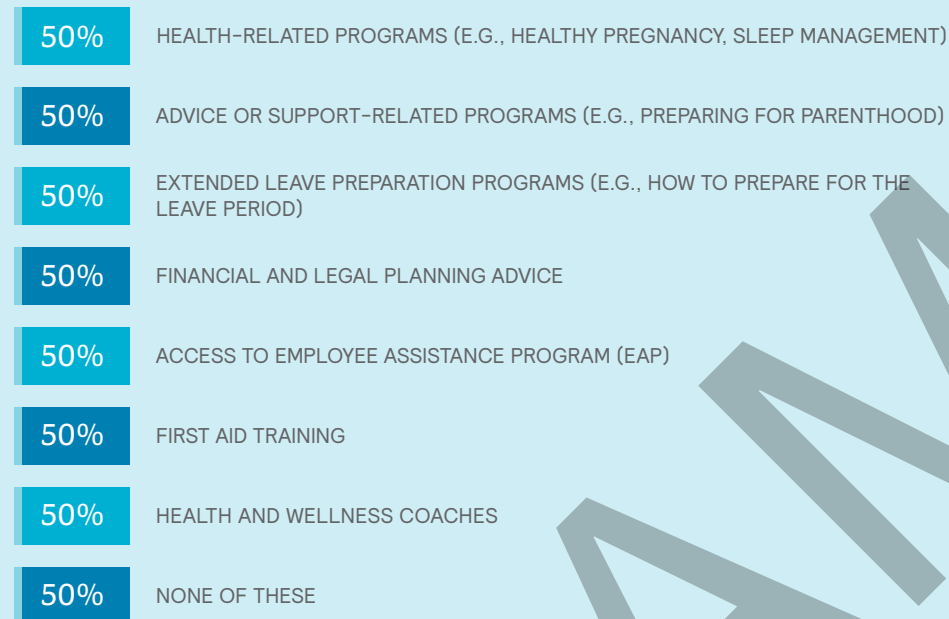 50% HEALTH-RELATED PROGRAMS (E.G., HEALTHY PREGNANCY, SLEEP MANAGEMENT)
50% ADVICE OR SUPPORT-RELATED PROGRAMS (E.G., PREPARING FOR PARENTHOOD)
50% EXTENDED LEAVE PREPARATION PROGRAMS (E.G., HOW TO PREPARE FOR THE
LEAVE PERIOD)
50% FINANCIAL AND LEGAL PLANNING ADVICE
50% ACCESS TO EMPLOYEE ASSISTANCE PROGRAM (EAP)
50% FIRST AID TRAINING
50% HEALTH AND WELLNESS COACHES
50% NONE OF THESE